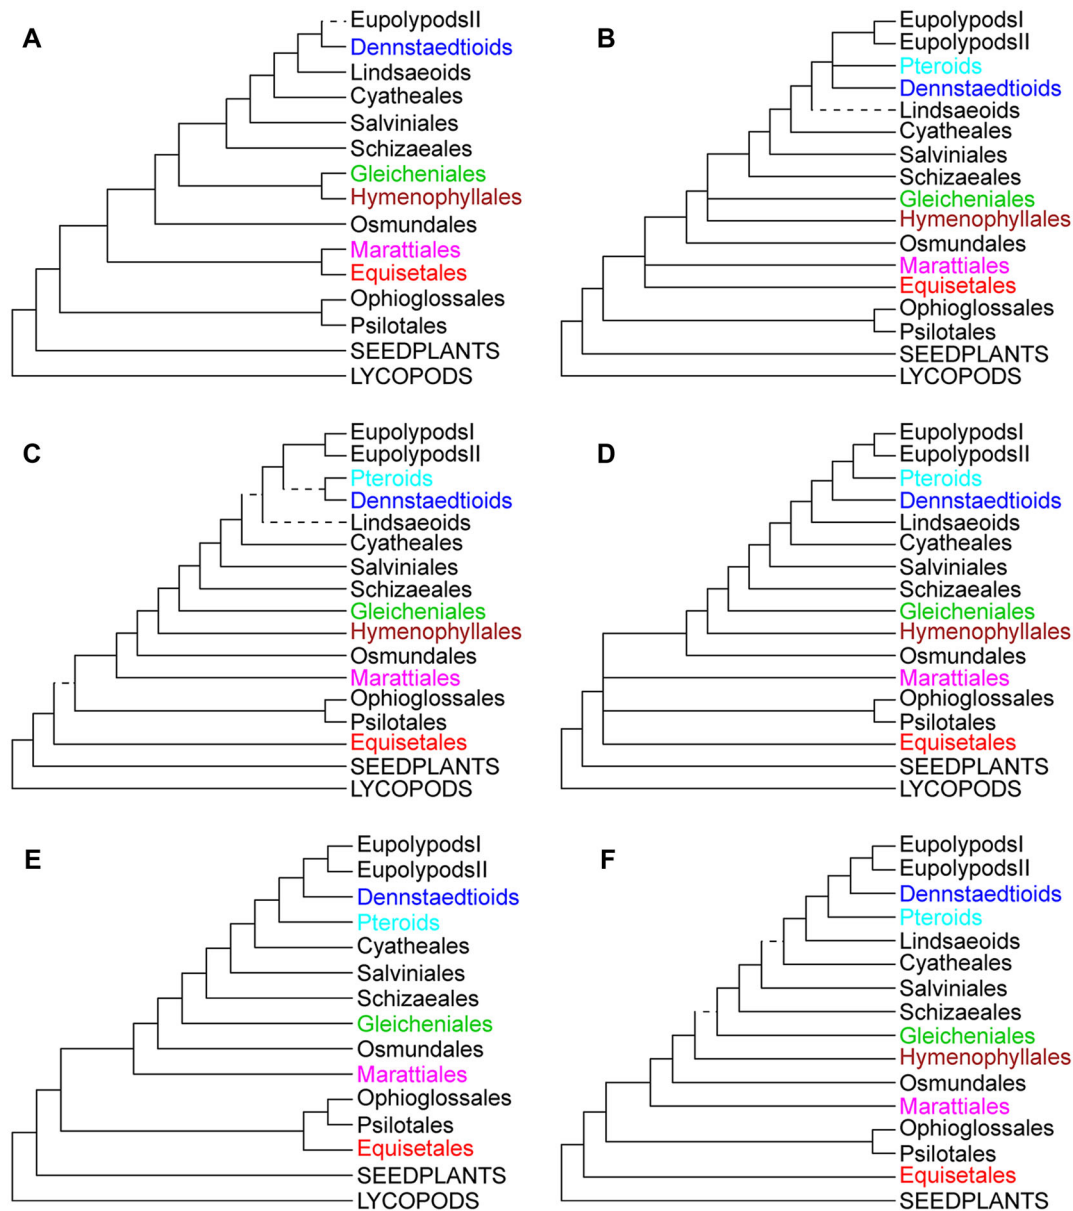 A
EupolypodsII
Dennstaedtioids
Lindsaeoids
Cyatheales
Salviniales
Schizaeales
Gleicheniales
Hymenophyllales
Osmundales
Marattiales
Equisetales
Ophioglossales
Psilotales
SEEDPLANTS
LYCOPODS
B
EupolypodsI
EupolypodsII
Pteroids
Dennstaedtioids
Lindsaeoids
Cyatheales
Salviniales
Schizaeales
Gleicheniales
Hymenophyllales
Osmundales
Marattiales
Equisetales
Ophioglossales
Psilotales
SEEDPLANTS
LYCOPODS
C
EupolypodsI
EupolypodsII
Pteroids
Dennstaedtioids
Lindsaeoids
Cyatheales
Salviniales
Schizaeales
Gleicheniales
Hymenophyllales
Osmundales
Marattiales
Ophioglossales
Psilotales
Equisetales
SEEDPLANTS
LYCOPODS
D
EupolypodsI
EupolypodsII
Pteroids
Dennstaedtioids
Lindsaeoids
Cyatheales
Salviniales
Schizaeales
Gleicheniales
Hymenophyllales
Osmundales
Marattiales
Ophioglossales
Psilotales
Equisetales
SEEDPLANTS
LYCOPODS
E
EupolypodsI
EupolypodsII
Dennstaedtioids
Pteroids
Cyatheales
Salviniales
Schizaeales
Gleicheniales
Osmundales
Marattiales
Ophioglossales
Psilotales
Equisetales
SEEDPLANTS
LYCOPODS
F
EupolypodsI
EupolypodsII
Dennstaedtioids
Pteroids
Lindsaeoids
Cyatheales
Salviniales
Schizaeales
Gleicheniales
Hymenophyllales
Osmundales
Marattiales
Ophioglossales
Psilotales
Equisetales
SEEDPLANTS